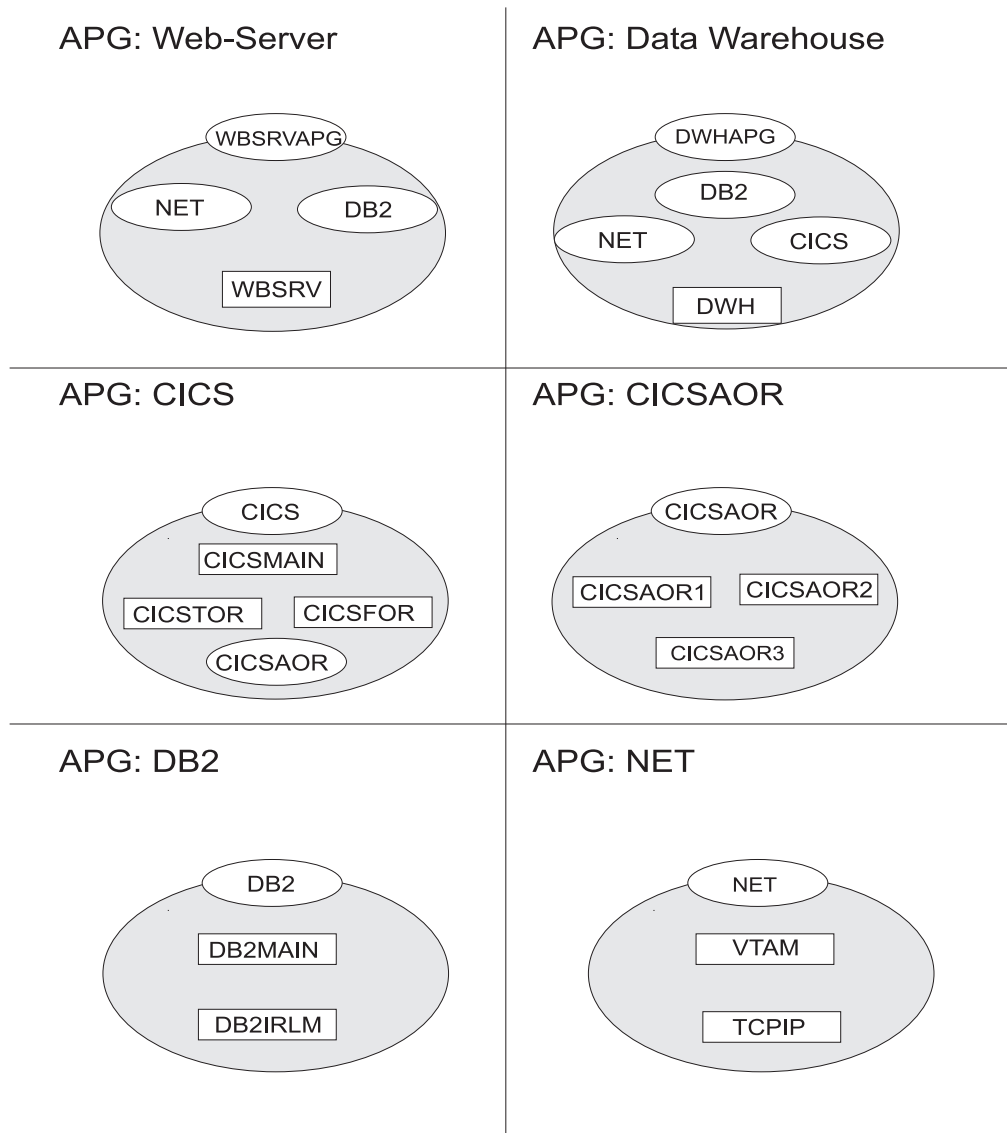 APG: Web-Server
WBSRVAPG
NET
DB2
WBSRV
APG: Data Warehouse
DWHAPG
DB2
NET
CICS
DWH
APG: CICS
CICS
CICSMAIN
CICSTOR
CICSFOR
CICSAOR
APG: CICSAOR
CICSAOR
CICSAOR1
CICSAOR2
CICSAOR3
APG: DB2
DB2
DB2MAIN
DB2IRLM
APG: NET
NET
VTAM
TCPIP